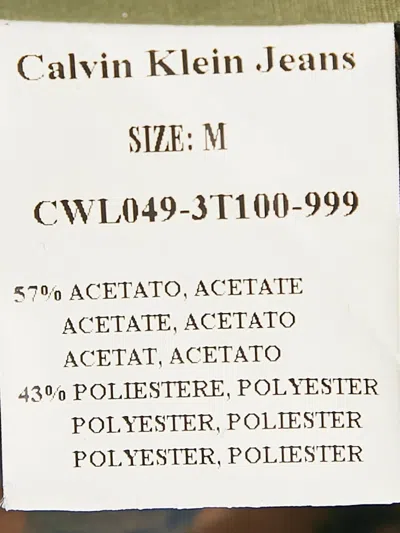 Calvin Klein Jeans
SIZE: M
CWL049-3T100-999
57% ACETATO, ACETATE
ACETATE, ACETATO
ACETAT, ACETATO
43% POLIESTERE, POLYESTER
POLYESTER, POLIESTER
POLYESTER, POLIESTER